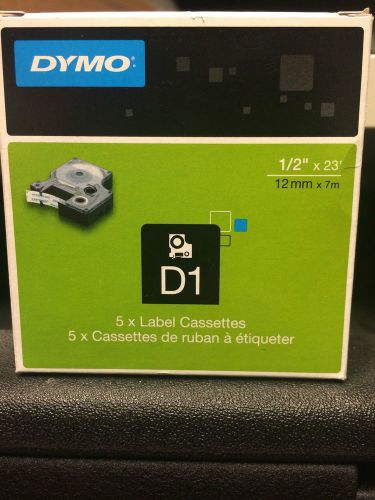 DYMO
1/2" x 23'
12mm x 7m
D1
5 x Label Cassettes
5 x Cassettes de ruban à étiqueter